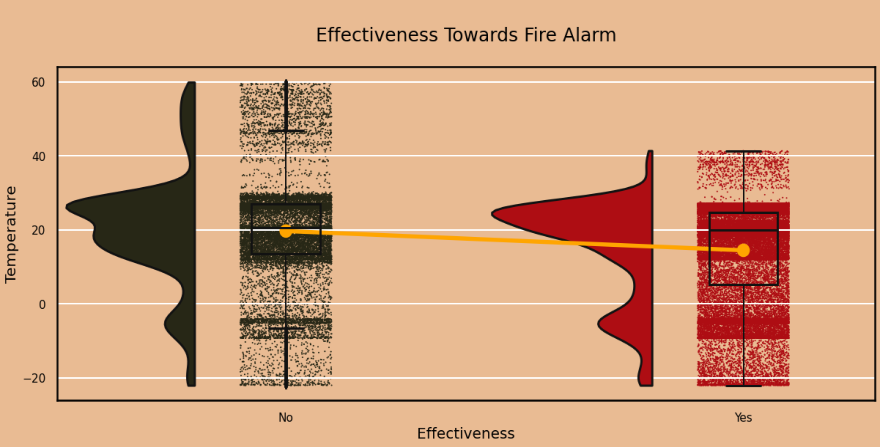 Effectiveness Towards Fire Alarm
60
40
20
0
−20
Temperature
No
Yes
Effectiveness